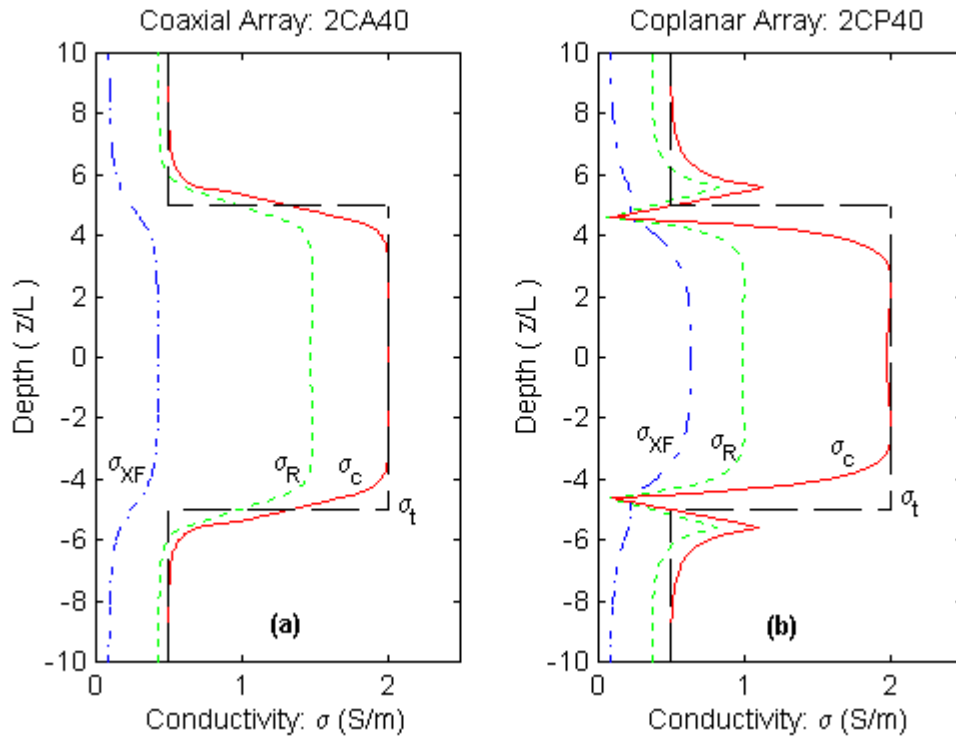 Coaxial Array: 2CA40
10
8
6
4
2
0
-2
-4
-6
-8
-10
Depth ( z/L )
σXF
σR
σc
σt
(a)
0
1
2
Conductivity: σ (S/m)
Coplanar Array: 2CP40
10
8
6
4
2
0
-2
-4
-6
-8
-10
Depth ( z/L )
σXF
σR
σc
σt
(b)
0
1
2
Conductivity: σ (S/m)